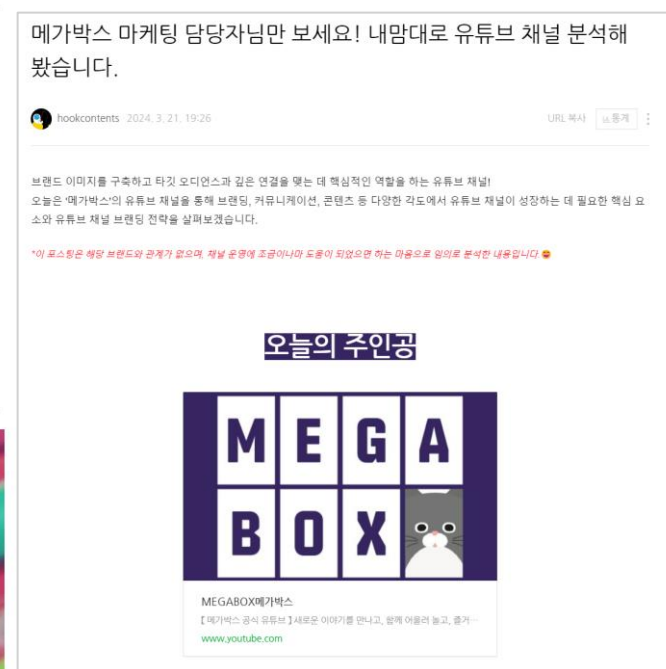 메가박스 마케팅 담당자님만 보세요! 내맘대로 유튜브 채널 분석해
봤습니다.
hookcontents 2024. 3. 21. 19:26
URL 복사 통계
브랜드 이미지를 구축하고 타깃 오디언스과 깊은 연결을 맺는 데 핵심적인 역할을 하는 유튜브 채널!
오늘은 '메가박스'의 유튜브 채널을 통해 브랜딩, 커뮤니케이션, 콘텐츠 등 다양한 각도에서 유튜브 채널이 성장하는 데 필요한 핵심 요
소와 유튜브 채널 브랜딩 전략을 살펴보겠습니다.
*이 포스팅은 해당 브랜드와 관계가 없으며, 채널 운영에 조금이나마 도움이 되었으면 하는 마음으로 임의로 분석한 내용입니다.
오늘의 주인공
MEGA
BOX
MEGABOX메가박스
【 메가박스 공식 유튜브 】 새로운 이야기를 만나고, 함께 어울려 놀고, 즐거…
www.youtube.com